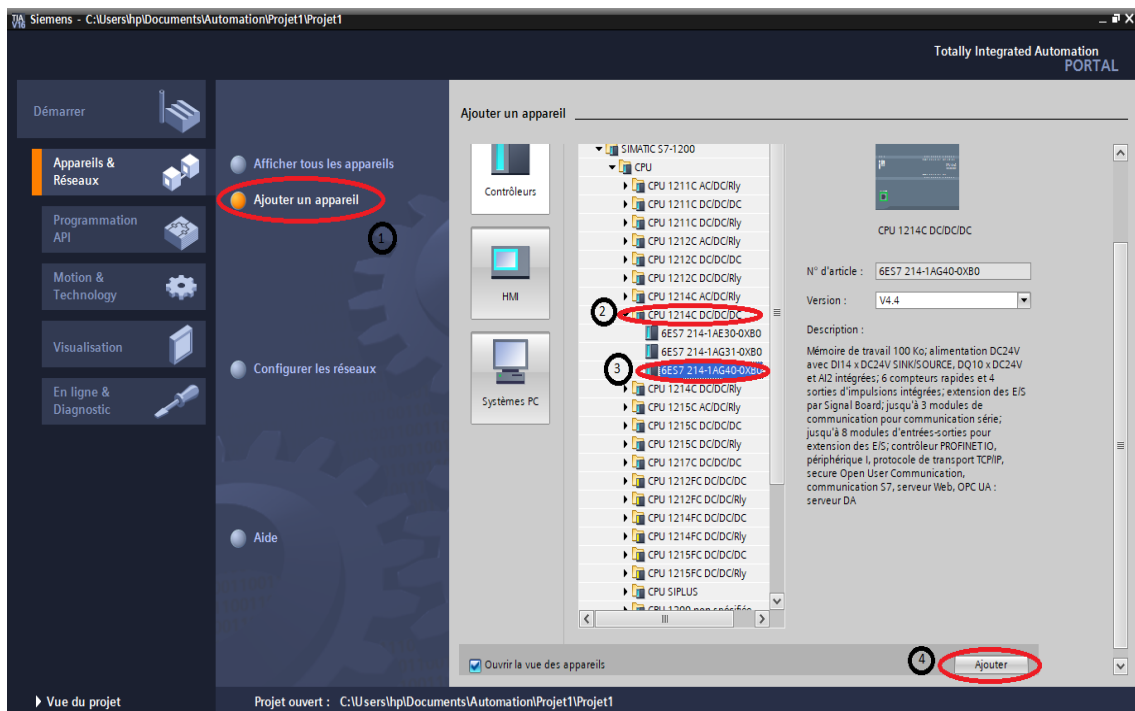 Siemens - C:\Users\hp\Documents\Automation\Projet1\Projet1
Totally Integrated Automation
PORTAL
Démarrer
Appareils &
Réseaux
Programmation
API
Motion &
Technology
Visualisation
En ligne &
Diagnostic
Afficher tous les appareils
Ajouter un appareil
1
Configurer les réseaux
Aide
Ajouter un appareil
Contrôleurs
HMI
Systèmes PC
SIMATIC S7-1200
CPU
CPU 1211C AC/DC/Rly
CPU 1211C DC/DC/DC
CPU 1211C DC/DC/Rly
CPU 1212C AC/DC/Rly
CPU 1212C DC/DC/DC
CPU 1212C DC/DC/Rly
CPU 1214C AC/DC/Rly
2
CPU 1214C DC/DC/DC
6ES7 214-1AE30-0XB0
6ES7 214-1AG31-0XB0
3
6ES7 214-1AG40-0XB0
CPU 1214C DC/DC/Rly
CPU 1215C AC/DC/Rly
CPU 1215C DC/DC/DC
CPU 1215C DC/DC/Rly
CPU 1217C DC/DC/DC
CPU 1212FC DC/DC/DC
CPU 1212FC DC/DC/Rly
CPU 1214FC DC/DC/DC
CPU 1214FC DC/DC/Rly
CPU 1215FC DC/DC/DC
CPU 1215FC DC/DC/Rly
CPU SIPLUS
CPU 1200 non spécifiée
CPU 1214C DC/DC/DC
N° d'article :
6ES7 214-1AG40-0XB0
Version :
V4.4
Description :
Mémoire de travail 100 Ko; alimentation DC24V
avec DI14 x DC24V SINK/SOURCE, DQ10 x DC24V
et AI2 intégrées; 6 compteurs rapides et 4
sorties d'impulsions intégrées; extension des E/S
par Signal Board; jusqu'à 3 modules de
communication pour communication série;
jusqu'à 8 modules d'entrées-sorties pour
extension des E/S; contrôleur PROFINET IO,
périphérique I, protocole de transport TCP/IP,
secure Open User Communication,
communication S7, serveur Web, OPC UA :
serveur DA
Ouvrir la vue des appareils
4
Ajouter
Vue du projet
Projet ouvert : C:\Users\hp\Documents\Automation\Projet1\Projet1